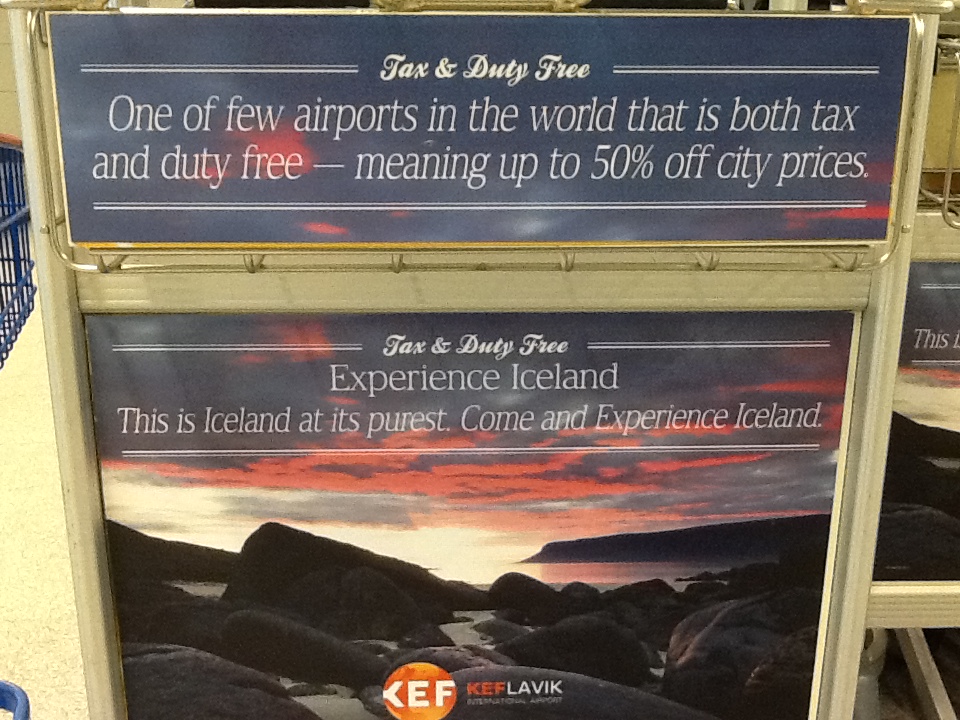 Tax & Duty Free
One of few airports in the world that is both tax
and duty free — meaning up to 50% off city prices.
Tax & Duty Free
Experience Iceland
This is Iceland at its purest. Come and Experience Iceland.
This is
KEF KEFLAVIK
INTERNATIONAL AIRPORT